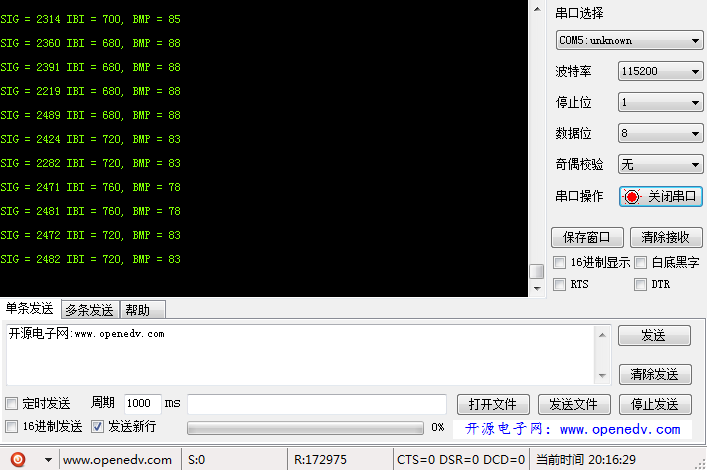 SIG = 2314 IBI = 700, BMP = 85
SIG = 2360 IBI = 680, BMP = 88
SIG = 2391 IBI = 680, BMP = 88
SIG = 2219 IBI = 680, BMP = 88
SIG = 2489 IBI = 680, BMP = 88
SIG = 2424 IBI = 720, BMP = 83
SIG = 2282 IBI = 720, BMP = 83
SIG = 2471 IBI = 760, BMP = 78
SIG = 2481 IBI = 760, BMP = 78
SIG = 2472 IBI = 720, BMP = 83
SIG = 2482 IBI = 720, BMP = 83
串口选择
COM5:unknown
波特率 115200
停止位 1
数据位 8
奇偶校验 无
串口操作 关闭串口
保存窗口 清除接收
16进制显示 白底黑字
RTS DTR
单条发送 多条发送 帮助
开源电子网:www.openedv.com
发送
清除发送
定时发送 周期 1000 ms 打开文件 发送文件 停止发送
16进制发送 发送新行 0% 开源电子网：www.openedv.com
www.openedv.com S:0 R:172975 CTS=0 DSR=0 DCD=0 当前时间 20:16:29